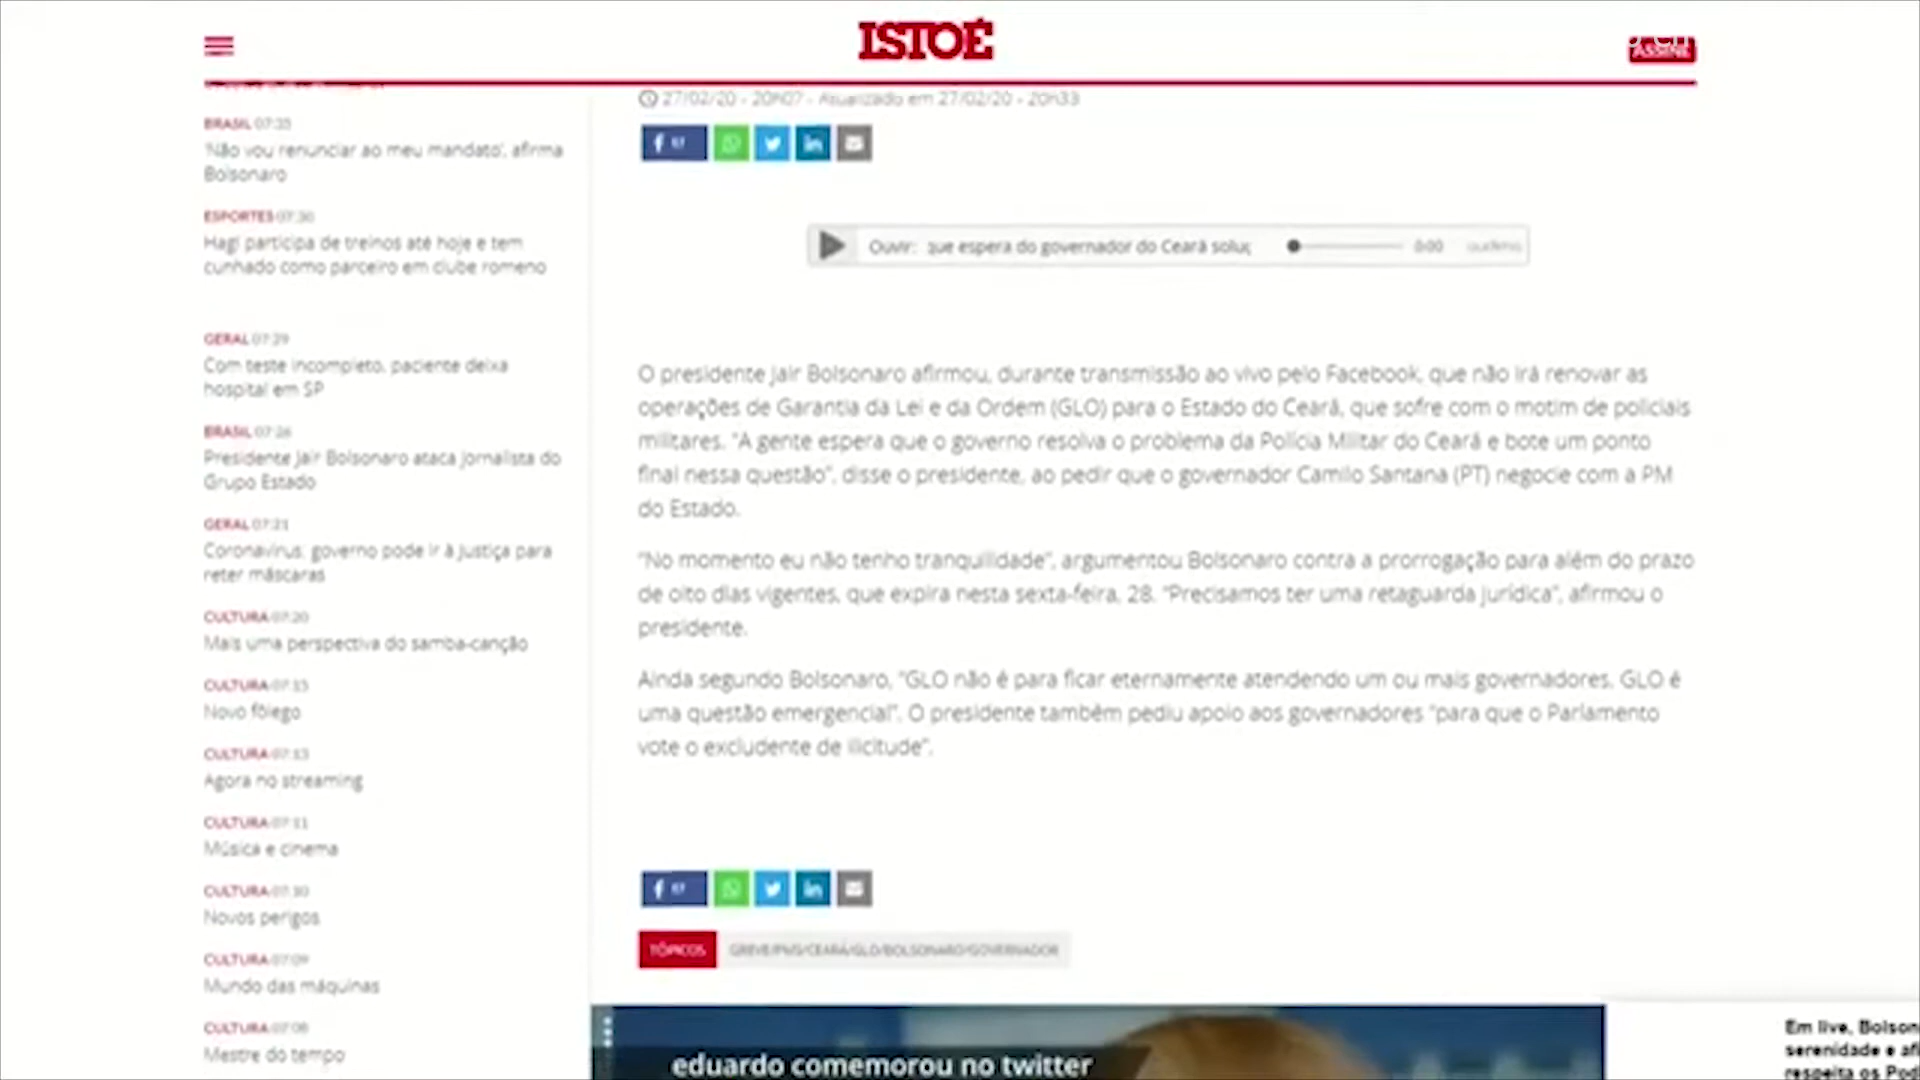 ISTOÉ
ASSINE
27/02/20 - 20h07 - Atualizado em 27/02/20 - 20h33
BRASIL 07:33
'Não vou renunciar ao meu mandato', afirma
Bolsonaro
ESPORTES 07:30
Hagi participa de treinos até hoje e tem
cunhado como parceiro em clube romeno
GERAL 07:29
Com teste incompleto, paciente deixa
hospital em SP
BRASIL 07:26
Presidente Jair Bolsonaro ataca jornalista do
Grupo Estado
GERAL 07:21
Coronavírus: governo pode ir à Justiça para
reter máscaras
CULTURA 07:20
Mais uma perspectiva do samba-canção
CULTURA 07:15
Novo fôlego
CULTURA 07:13
Agora no streaming
CULTURA 07:11
Música e cinema
CULTURA 07:10
Novos perigos
CULTURA 07:09
Mundo das máquinas
CULTURA 07:08
Mestre do tempo
Ouvir: que espera do governador do Ceará soluç 0:00 audima
O presidente Jair Bolsonaro afirmou, durante transmissão ao vivo pelo Facebook, que não irá renovar as
operações de Garantia da Lei e da Ordem (GLO) para o Estado do Ceará, que sofre com o motim de policiais
militares. "A gente espera que o governo resolva o problema da Polícia Militar do Ceará e bote um ponto
final nessa questão", disse o presidente, ao pedir que o governador Camilo Santana (PT) negocie com a PM
do Estado.
"No momento eu não tenho tranquilidade", argumentou Bolsonaro contra a prorrogação para além do prazo
de oito dias vigentes, que expira nesta sexta-feira, 28. "Precisamos ter uma retaguarda jurídica", afirmou o
presidente.
Ainda segundo Bolsonaro, "GLO não é para ficar eternamente atendendo um ou mais governadores, GLO é
uma questão emergencial". O presidente também pediu apoio aos governadores "para que o Parlamento
vote o excludente de ilicitude".
TÓPICOS GREVE/PMS/CEARÁ/GLO/BOLSONARO/GOVERNADOR
eduardo comemorou no twitter
Em live, Bolson
serenidade e afi
respeita os Pod